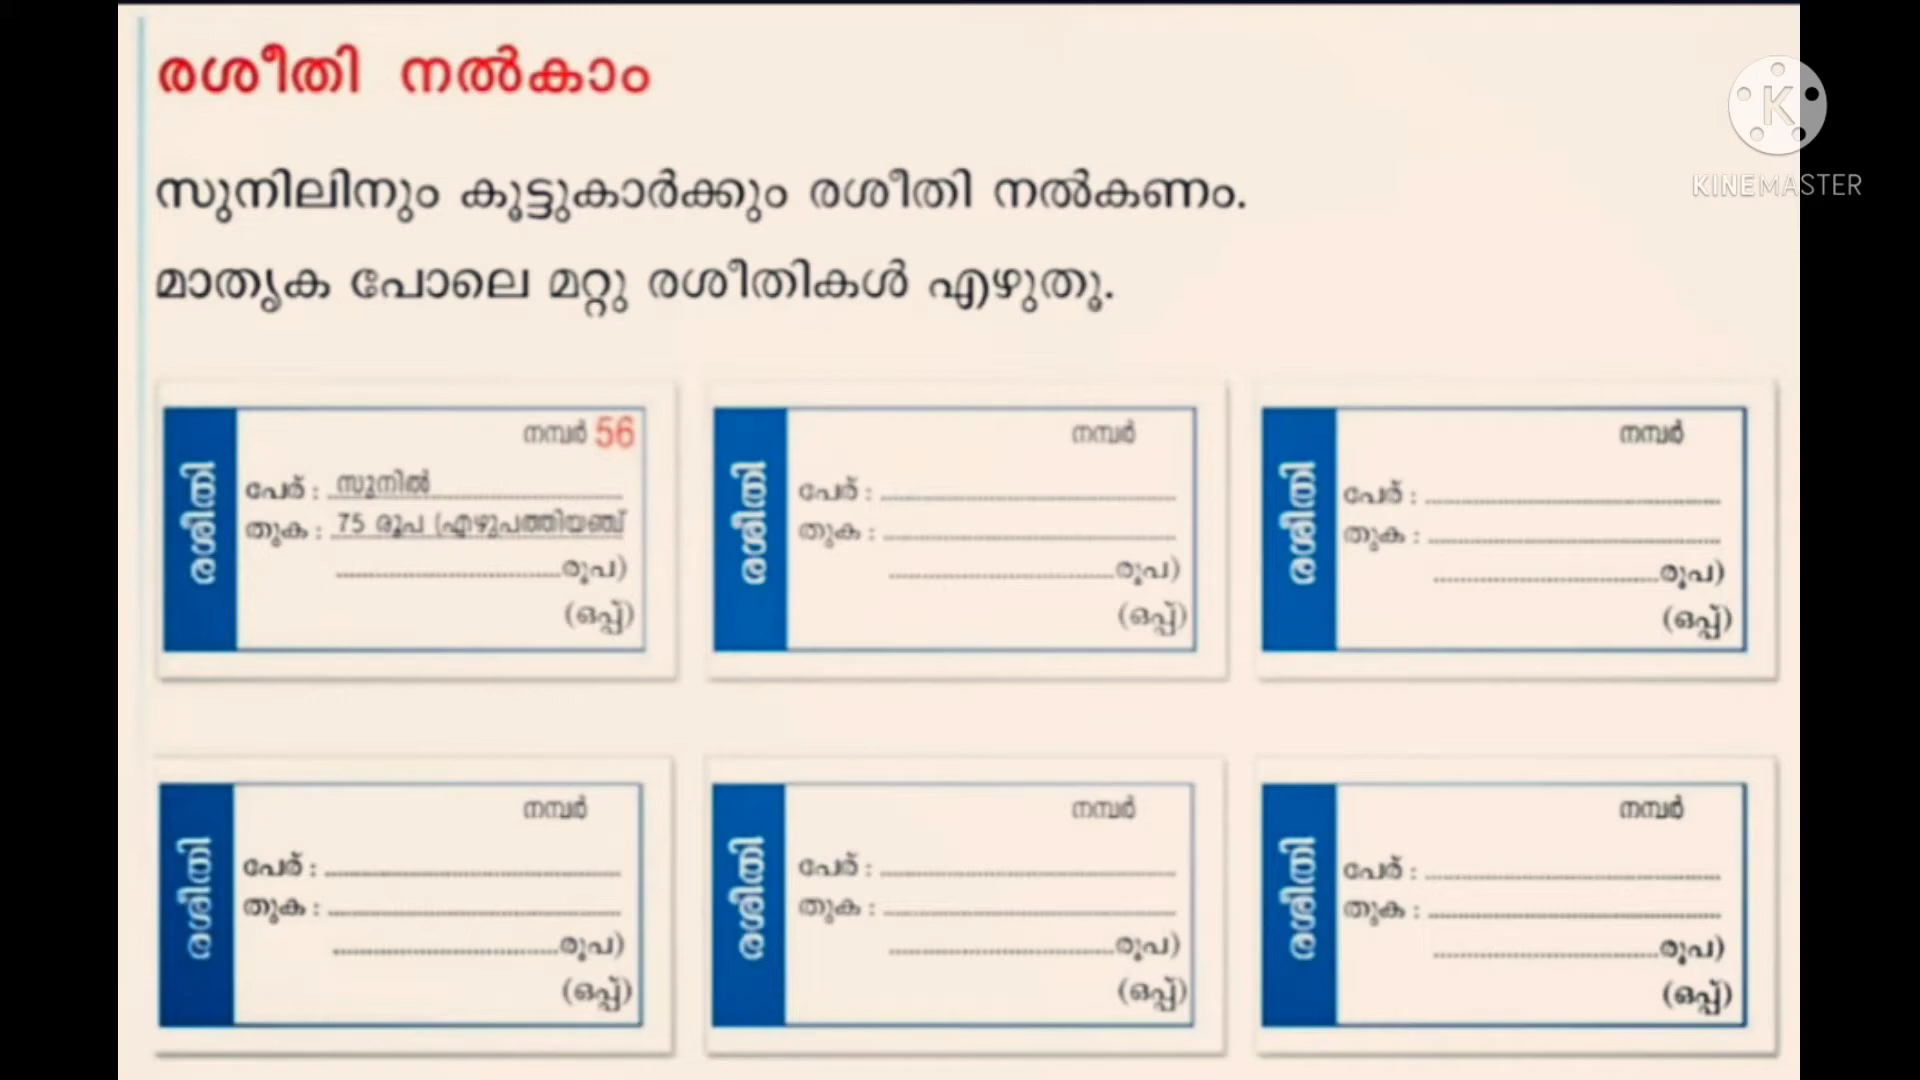 രശീതി നൽകാം
KINEMASTER
സുനിലിനും കൂട്ടുകാർക്കും രശീതി നൽകണം.
മാതൃക പോലെ മറ്റു രശീതികൾ എഴുതൂ.
രശീതി
നമ്പർ 56
പേര് : സുനിൽ
തുക : 75 രൂപ (എഴുപത്തിയഞ്ച്
രൂപ)
(ഒപ്പ്)
രശീതി
നമ്പർ
പേര് :
തുക :
രൂപ)
(ഒപ്പ്)
രശീതി
നമ്പർ
പേര് :
തുക :
രൂപ)
(ഒപ്പ്)
രശീതി
നമ്പർ
പേര് :
തുക :
രൂപ)
(ഒപ്പ്)
രശീതി
നമ്പർ
പേര് :
തുക :
രൂപ)
(ഒപ്പ്)
രശീതി
നമ്പർ
പേര് :
തുക :
രൂപ)
(ഒപ്പ്)